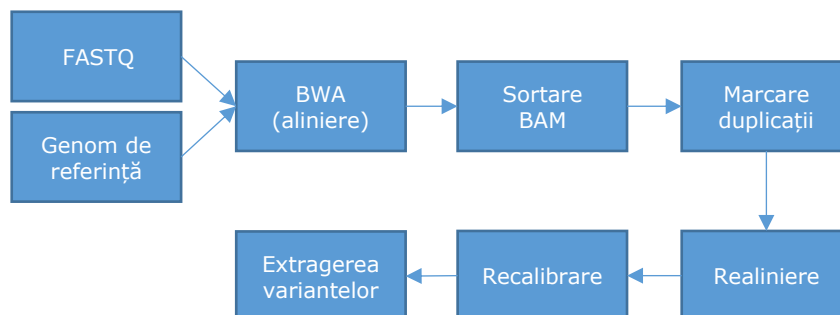 FASTQ
Genom de
referință
BWA
(aliniere)
Sortare
BAM
Marcare
duplicații
Realiniere
Recalibrare
Extragerea
variantelor